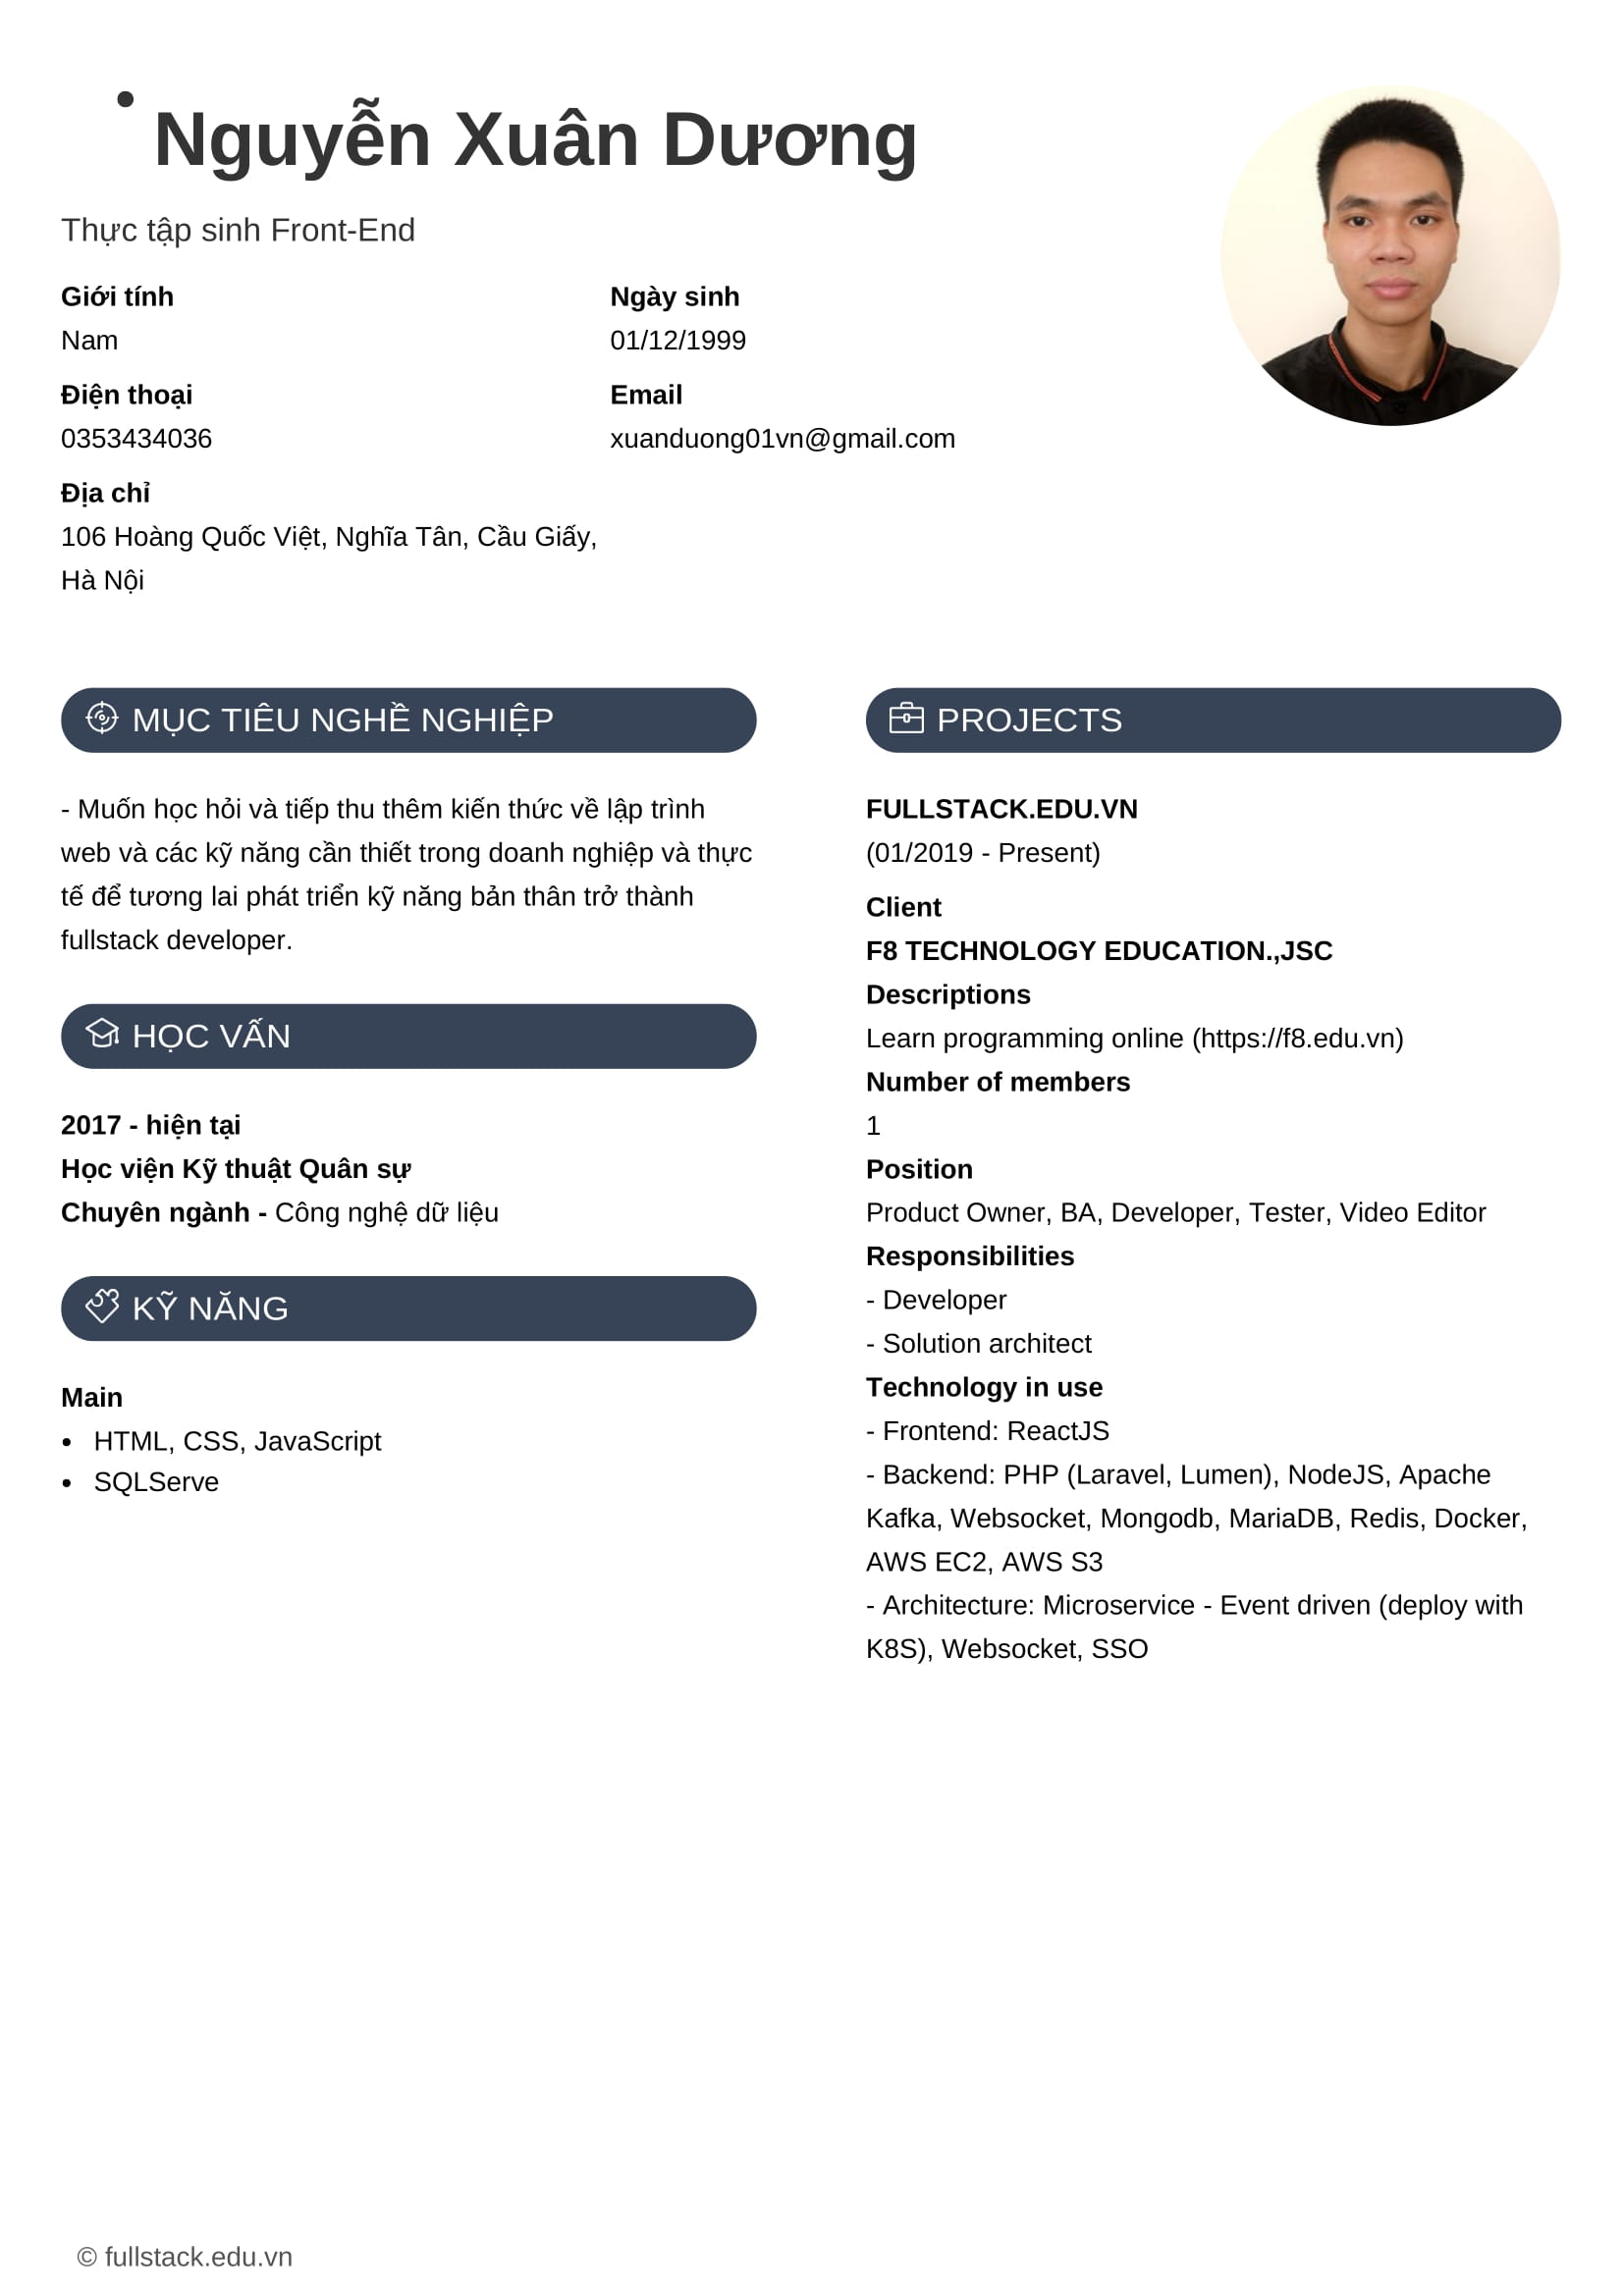 Nguyễn Xuân Dương
Thực tập sinh Front-End
Giới tính
Nam
Ngày sinh
01/12/1999
Điện thoại
0353434036
Email
xuanduong01vn@gmail.com
Địa chỉ
106 Hoàng Quốc Việt, Nghĩa Tân, Cầu Giấy,
Hà Nội
MỤC TIÊU NGHỀ NGHIỆP
- Muốn học hỏi và tiếp thu thêm kiến thức về lập trình
web và các kỹ năng cần thiết trong doanh nghiệp và thực
tế để tương lai phát triển kỹ năng bản thân trở thành
fullstack developer.
HỌC VẤN
2017 - hiện tại
Học viện Kỹ thuật Quân sự
Chuyên ngành - Công nghệ dữ liệu
KỸ NĂNG
Main
• HTML, CSS, JavaScript
• SQLServe
PROJECTS
FULLSTACK.EDU.VN
(01/2019 - Present)
Client
F8 TECHNOLOGY EDUCATION.,JSC
Descriptions
Learn programming online (https://f8.edu.vn)
Number of members
1
Position
Product Owner, BA, Developer, Tester, Video Editor
Responsibilities
- Developer
- Solution architect
Technology in use
- Frontend: ReactJS
- Backend: PHP (Laravel, Lumen), NodeJS, Apache
Kafka, Websocket, Mongodb, MariaDB, Redis, Docker,
AWS EC2, AWS S3
- Architecture: Microservice - Event driven (deploy with
K8S), Websocket, SSO
© fullstack.edu.vn